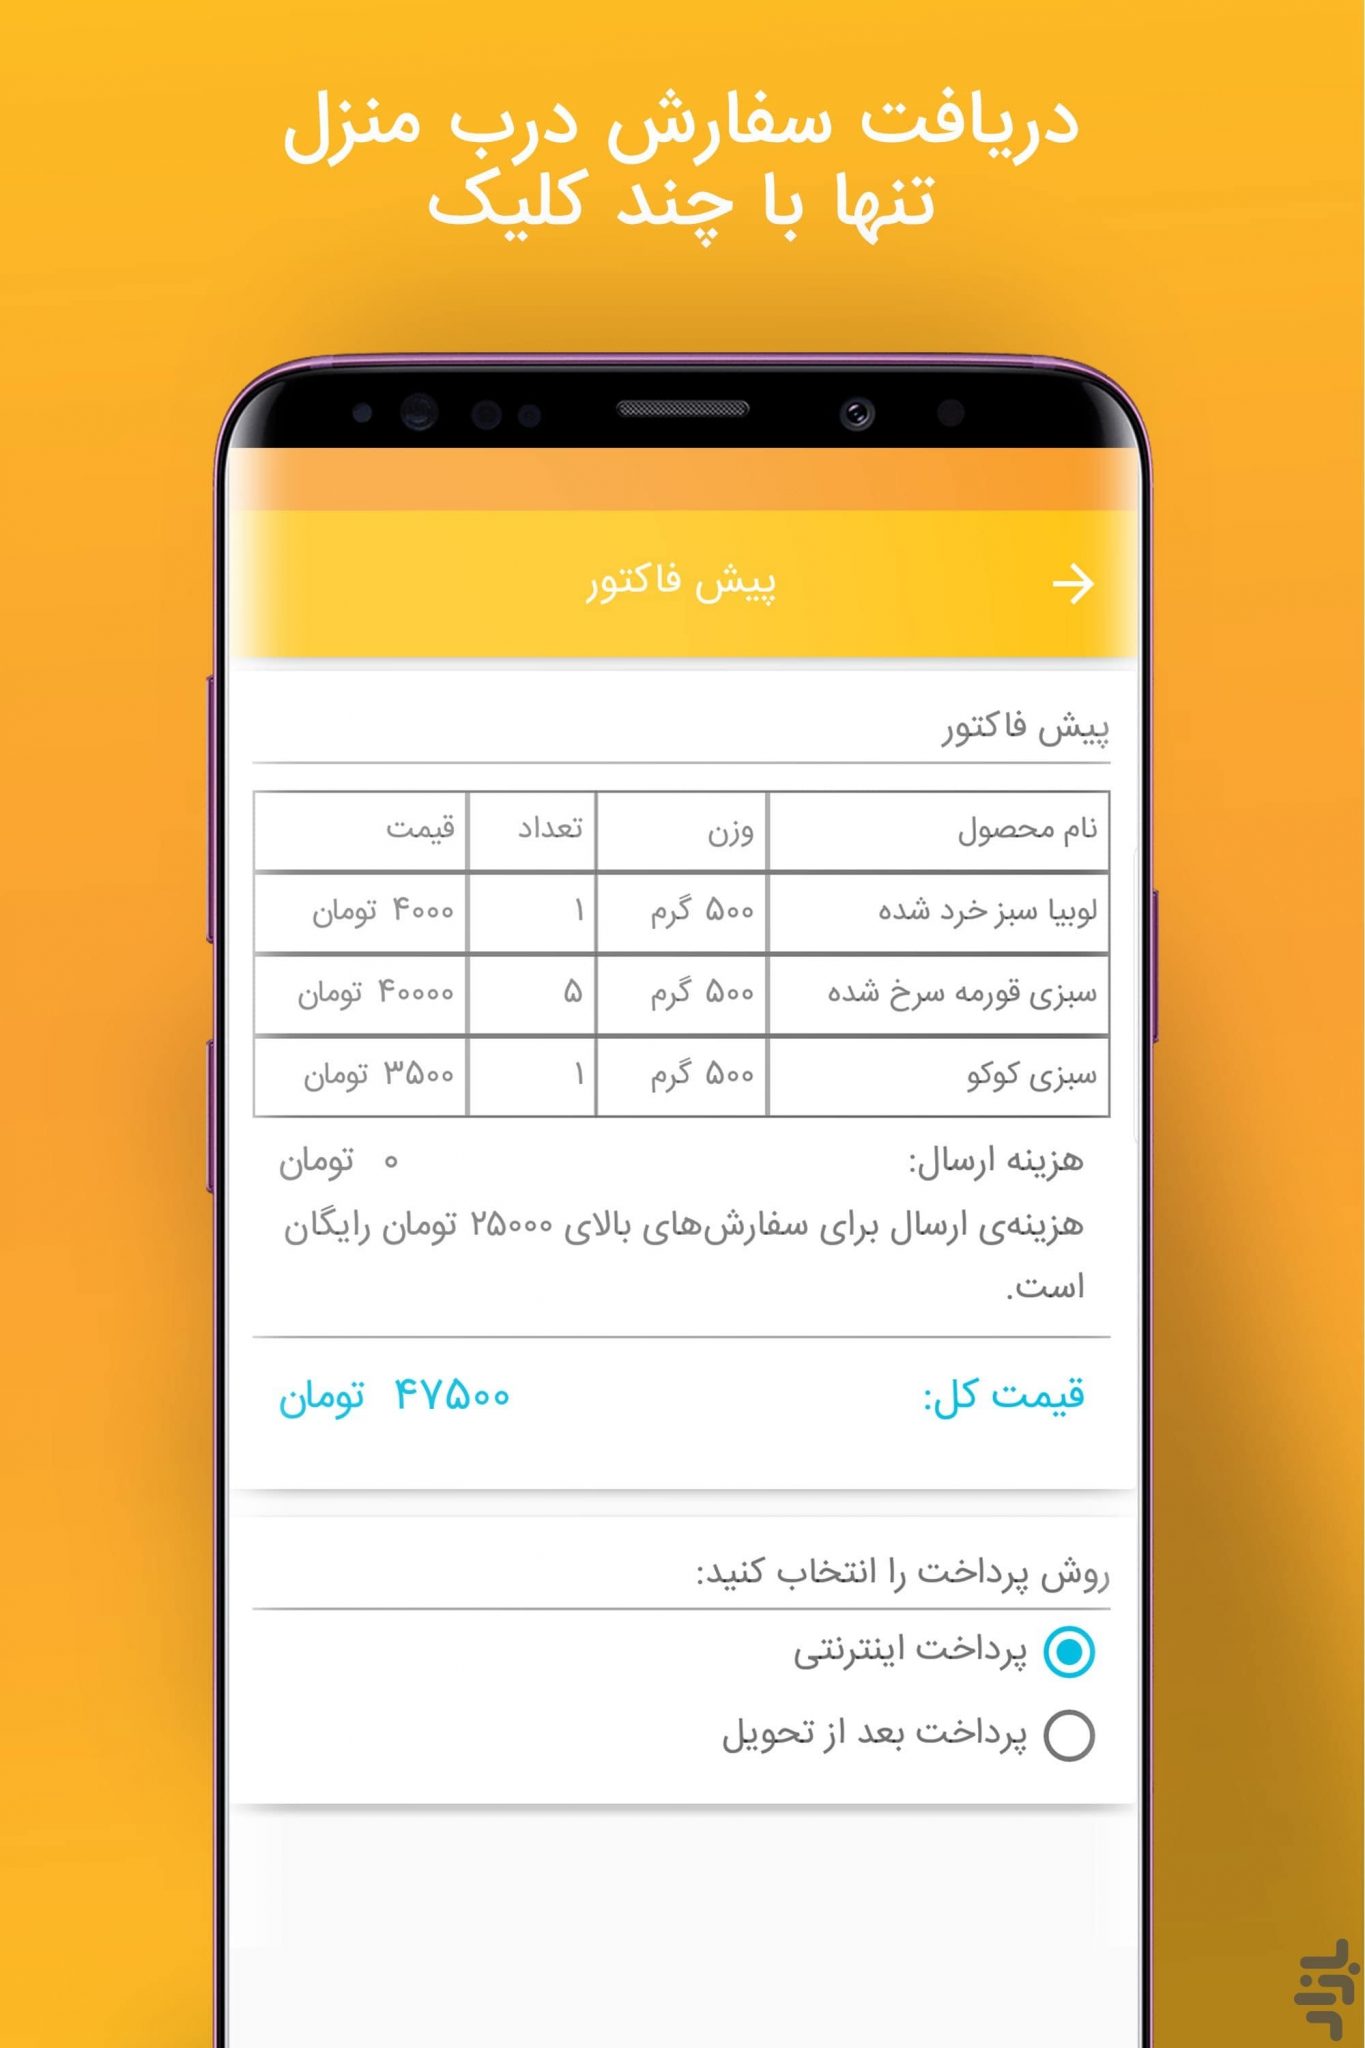 دریافت سفارش درب منزل
تنها با چند کلیک
پیش فاکتور
پیش فاکتور
نام محصول وزن تعداد قیمت
لوبیا سبز خرد شده ۵۰۰ گرم ۱ ۴۰۰۰ تومان
سبزی قورمه سرخ شده ۵۰۰ گرم ۵ ۴۰۰۰۰ تومان
سبزی کوکو ۵۰۰ گرم ۱ ۳۵۰۰ تومان
هزینه ارسال: ۰ تومان
هزینه‌ی ارسال برای سفارش‌های بالای ۲۵۰۰۰ تومان رایگان
است.
قیمت کل: ۴۷۵۰۰ تومان
روش پرداخت را انتخاب کنید:
پرداخت اینترنتی
پرداخت بعد از تحویل
بازار